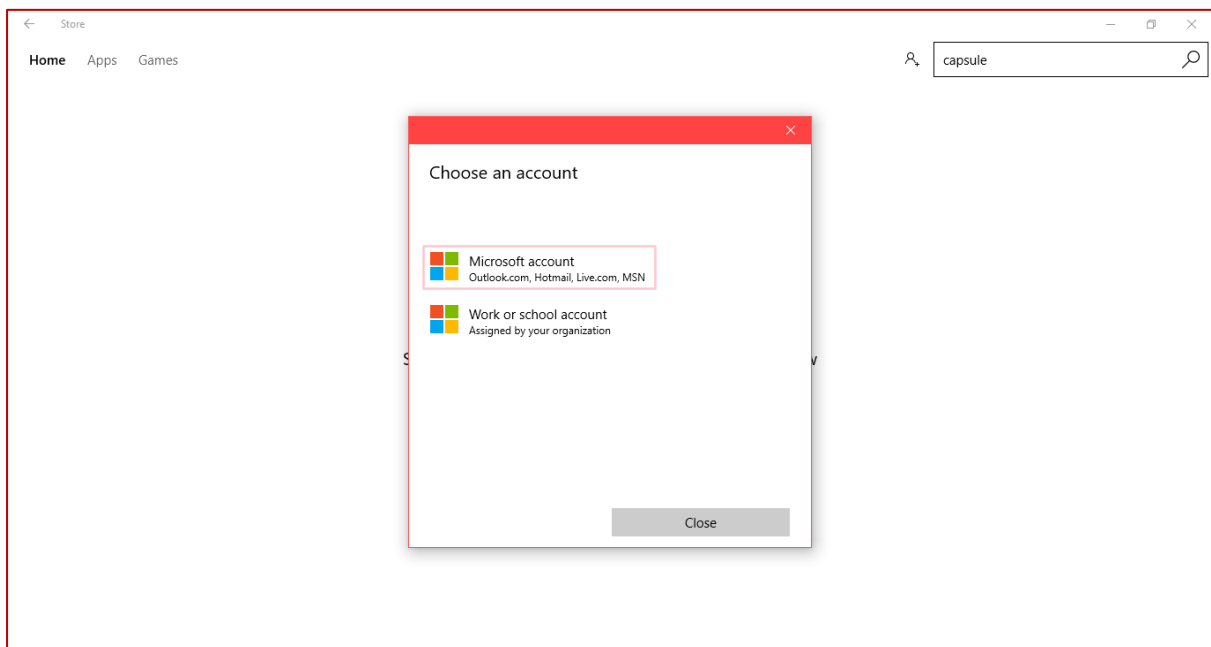 Store
Home Apps Games capsule
Choose an account
Microsoft account
Outlook.com, Hotmail, Live.com, MSN
Work or school account
Assigned by your organization
Close